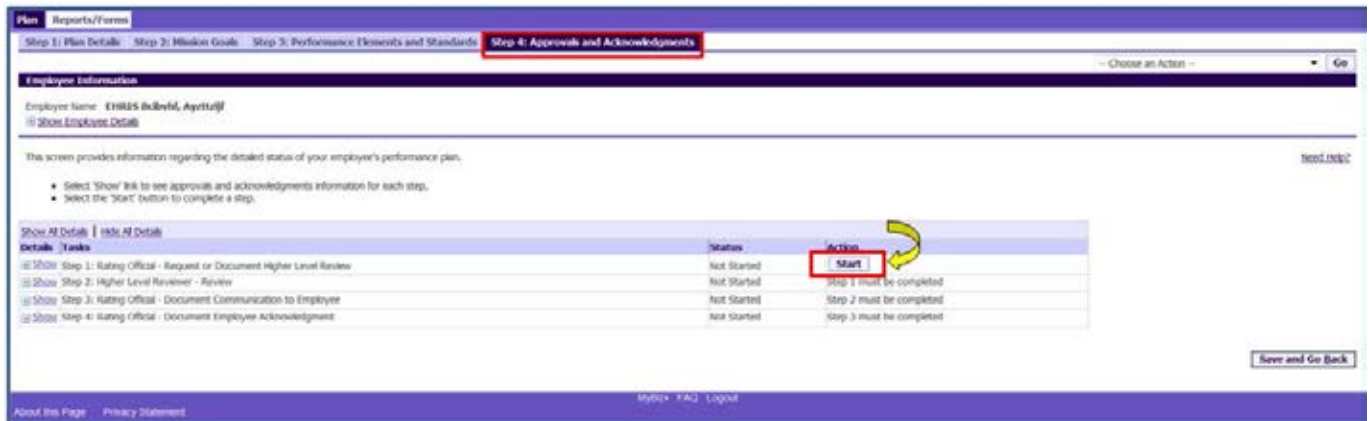 Plan Reports/Forms
Step 1: Plan Details Step 2: Mission Goals Step 3: Performance Elements and Standards Step 4: Approvals and Acknowledgments
-- Choose an Action -- Go
Employee Information
Employee Name EHRIS
Show Employee Details
This screen provides information regarding the detailed status of your employee's performance plan.
Need Help?
Select 'Show' link to see approvals and acknowledgments information for each step.
Select the 'Start' button to complete a step.
Show All Details | Hide All Details
Details Tasks Status Action
Show Step 1: Rating Official - Request or Document Higher Level Review Not Started Start
Show Step 2: Higher Level Reviewer - Review Not Started Step 1 must be completed
Show Step 3: Rating Official - Document Communication to Employee Not Started Step 2 must be completed
Show Step 4: Rating Official - Document Employee Acknowledgment Not Started Step 3 must be completed
Save and Go Back
MyBiz+ FAQ Logout
About this Page Privacy Statement